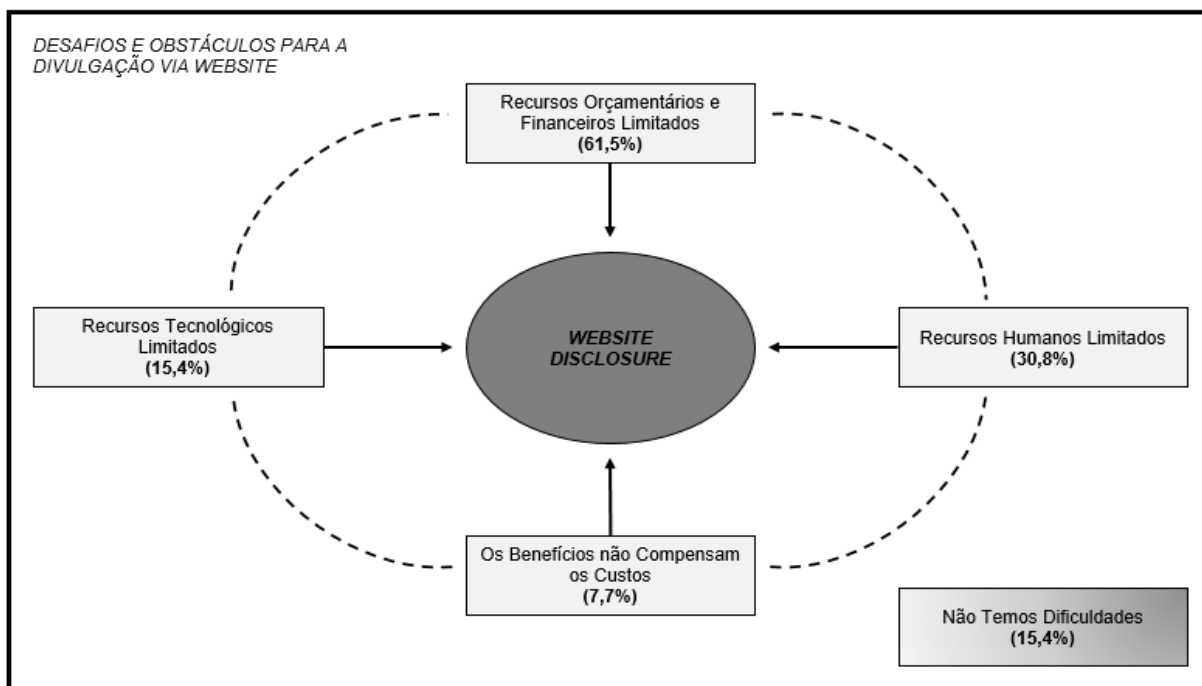 DESAFIOS E OBSTÁCULOS PARA A
DIVULGAÇÃO VIA WEBSITE
Recursos Orçamentários e
Financeiros Limitados
(61,5%)
Recursos Tecnológicos
Limitados
(15,4%)
WEBSITE
DISCLOSURE
Recursos Humanos Limitados
(30,8%)
Os Benefícios não Compensam
os Custos
(7,7%)
Não Temos Dificuldades
(15,4%)